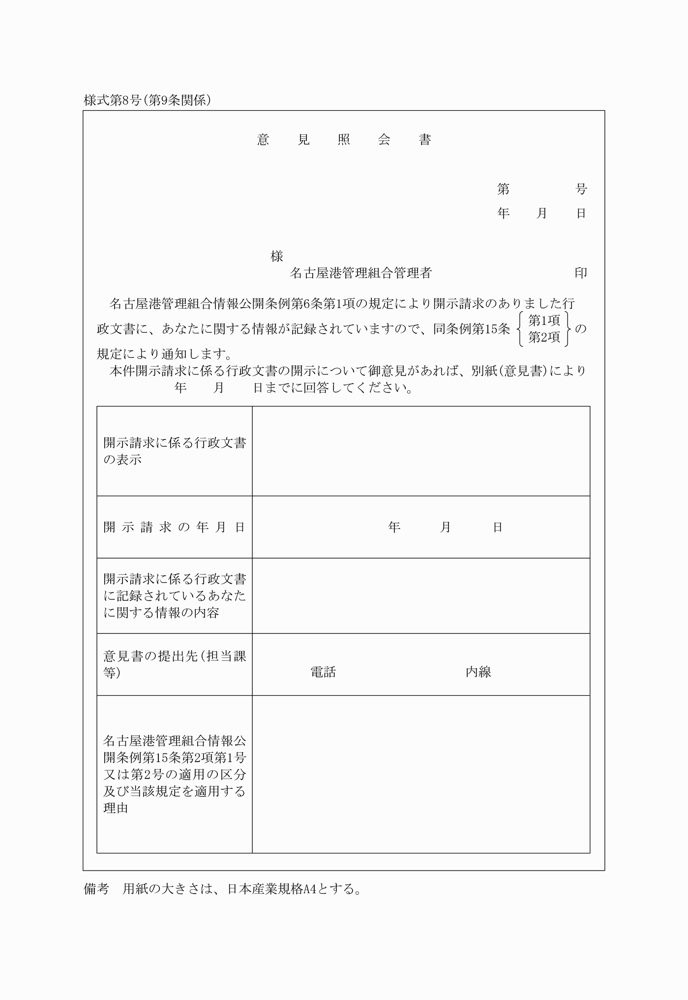 様式第8号(第9条関係)
意見照会書
第　　　　　号
年　　月　　日
様
名古屋港管理組合管理者　　　　　　　　　　　印
　名古屋港管理組合情報公開条例第6条第1項の規定により開示請求のありました行
政文書に、あなたに関する情報が記録されていますので、同条例第15条{第1項
第2項}の
規定により通知します。
　本件開示請求に係る行政文書の開示について御意見があれば、別紙(意見書)により
年　　月　　日までに回答してください。
開示請求に係る行政文書
の表示
開示請求の年月日
年　　　月　　　日
開示請求に係る行政文書
に記録されているあなた
に関する情報の内容
意見書の提出先(担当課
等)
電話　　　　　　　　　　内線
名古屋港管理組合情報公
開条例第15条第2項第1号
又は第2号の適用の区分
及び当該規定を適用する
理由
備考　用紙の大きさは、日本産業規格A4とする。